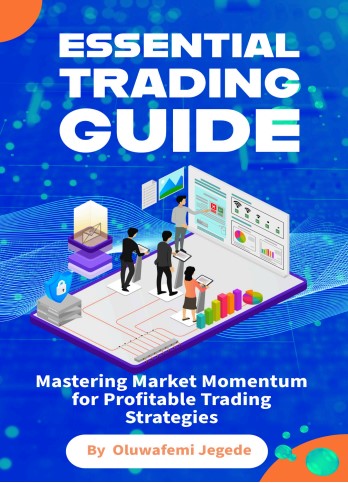 ESSENTIAL
TRADING
GUIDE
Mastering Market Momentum
for Profitable Trading
Strategies
By Oluwafemi Jegede